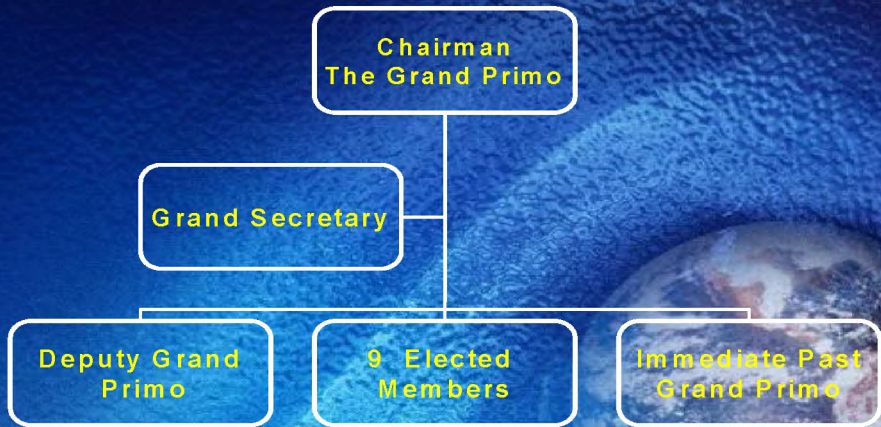 Chairman
The Grand Primo
Grand Secretary
Deputy Grand
Primo
9 Elected
Members
Immediate Past
Grand Primo